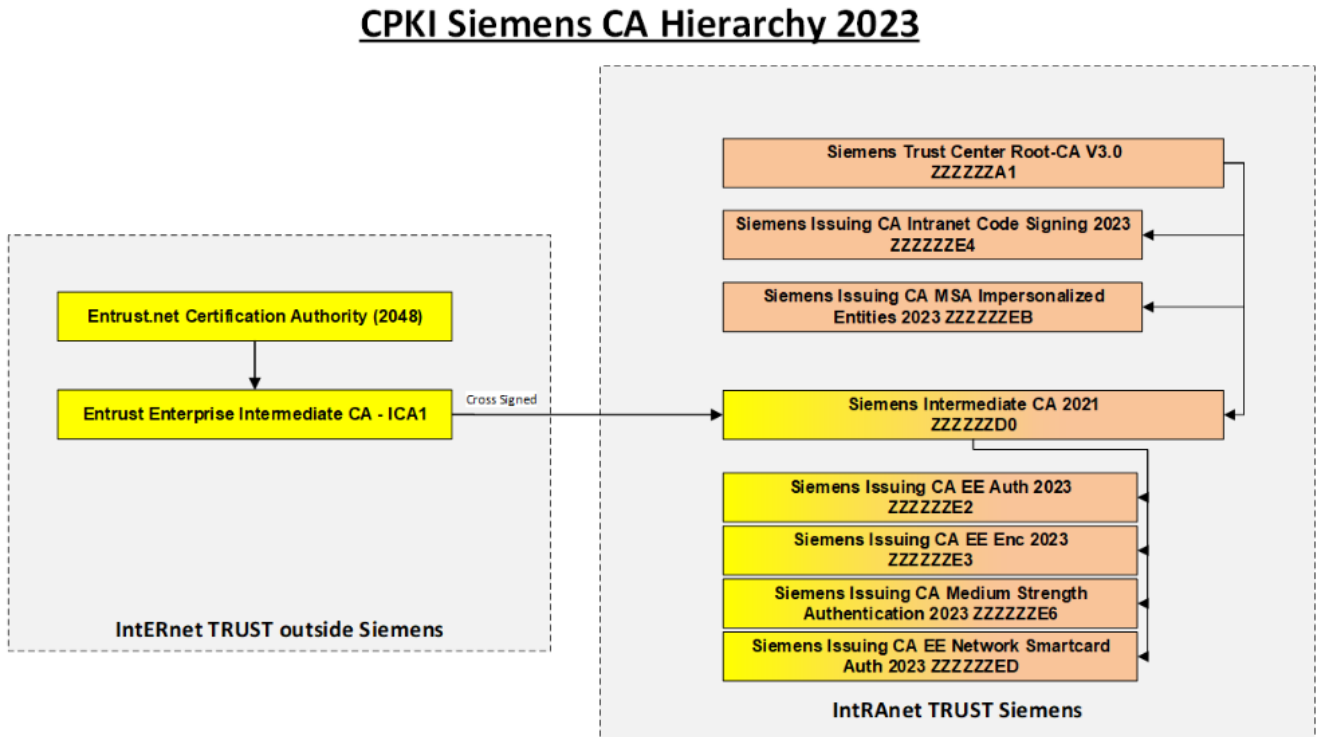 CPKI Siemens CA Hierarchy 2023
Siemens Trust Center Root-CA V3.0
ZZZZZZA1
Siemens Issuing CA Intranet Code Signing 2023
ZZZZZZE4
Siemens Issuing CA MSA Impersonalized
Entities 2023 ZZZZZZEB
Entrust.net Certification Authority (2048)
Entrust Enterprise Intermediate CA - ICA1
Cross Signed
Siemens Intermediate CA 2021
ZZZZZZD0
Siemens Issuing CA EE Auth 2023
ZZZZZZE2
Siemens Issuing CA EE Enc 2023
ZZZZZZE3
Siemens Issuing CA Medium Strength
Authentication 2023 ZZZZZZE6
Siemens Issuing CA EE Network Smartcard
Auth 2023 ZZZZZZED
IntERnet TRUST outside Siemens
IntRAnet TRUST Siemens